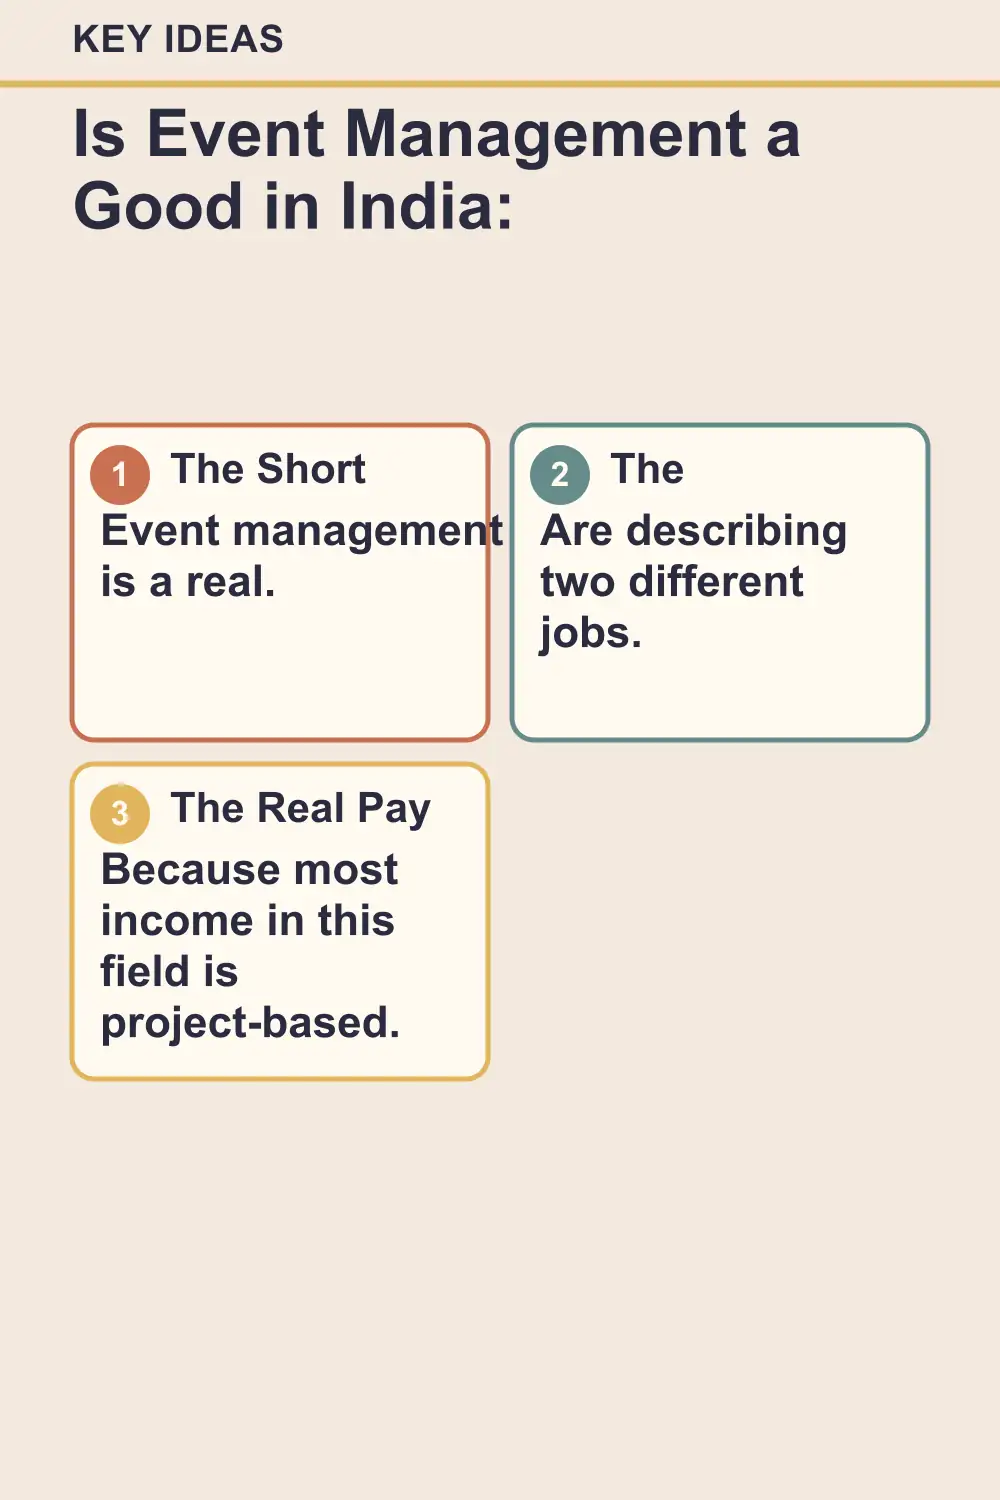 KEY IDEAS
Is Event Management a
Good in India:
1 The Short
Event management
is a real.
2 The
Are describing
two different
jobs.
3 The Real Pay
Because most
income in this
field is
project-based.